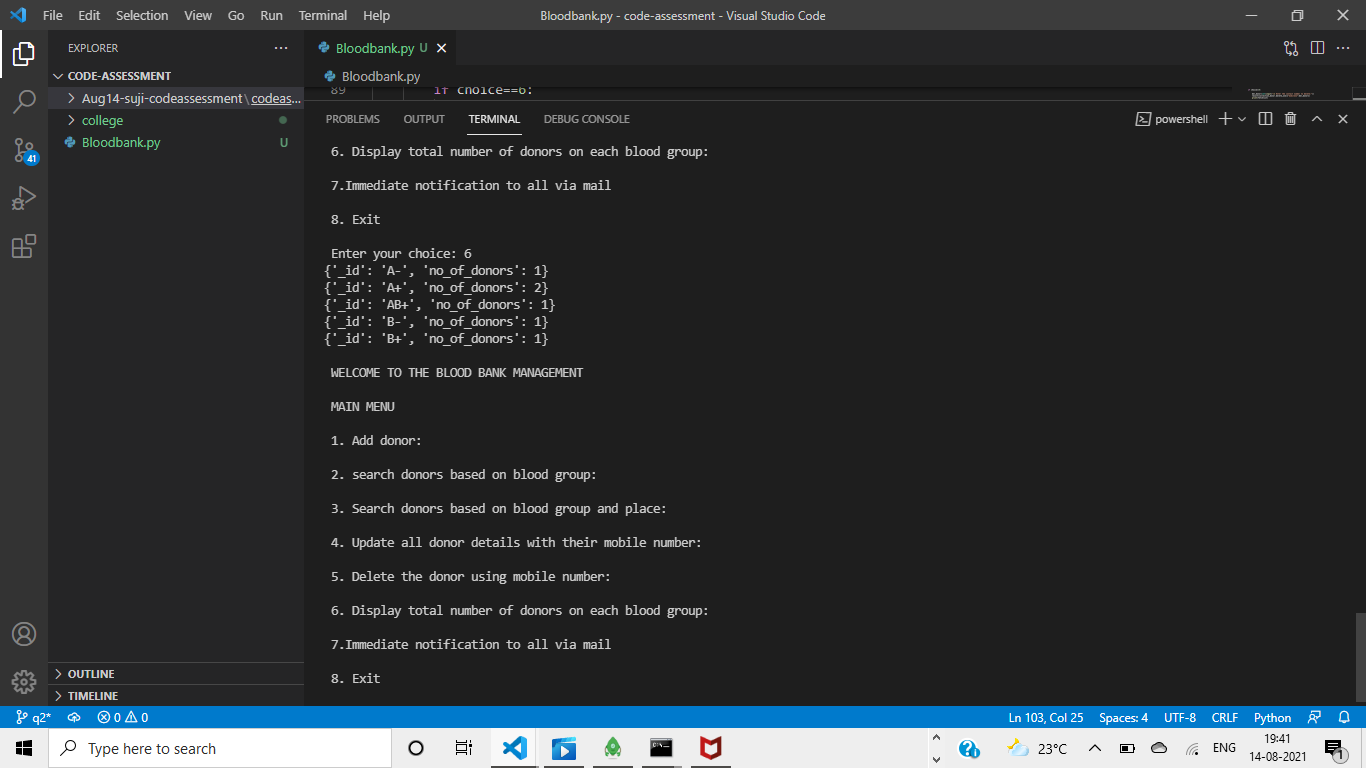 File Edit Selection View Go Run Terminal Help
Bloodbank.py - code-assessment - Visual Studio Code
EXPLORER
CODE-ASSESSMENT
Aug14-suji-codeassessment\codeas...
college
Bloodbank.py U
41
Bloodbank.py U
Bloodbank.py
89 if choice==6:
PROBLEMS OUTPUT TERMINAL DEBUG CONSOLE
powershell
6. Display total number of donors on each blood group:
7.Immediate notification to all via mail
8. Exit
Enter your choice: 6
{'_id': 'A-', 'no_of_donors': 1}
{'_id': 'A+', 'no_of_donors': 2}
{'_id': 'AB+', 'no_of_donors': 1}
{'_id': 'B-', 'no_of_donors': 1}
{'_id': 'B+', 'no_of_donors': 1}
WELCOME TO THE BLOOD BANK MANAGEMENT
MAIN MENU
1. Add donor:
2. search donors based on blood group:
3. Search donors based on blood group and place:
4. Update all donor details with their mobile number:
5. Delete the donor using mobile number:
6. Display total number of donors on each blood group:
7.Immediate notification to all via mail
8. Exit
OUTLINE
TIMELINE
q2* 0 0
Ln 103, Col 25 Spaces: 4 UTF-8 CRLF Python
Type here to search
23°C
ENG
19:41
14-08-2021
1